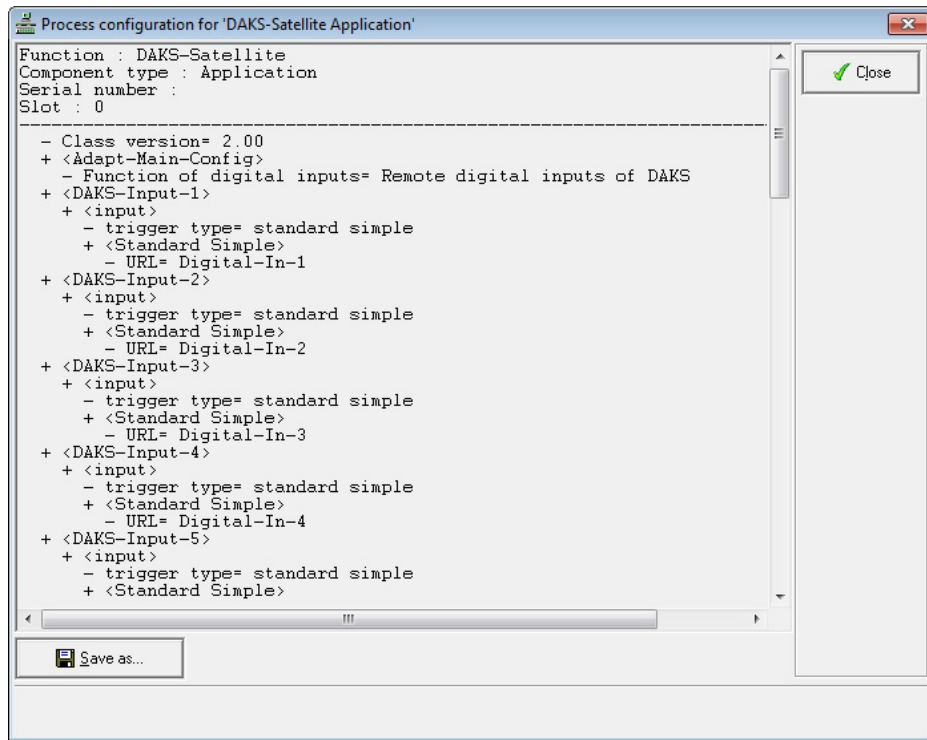 Process configuration for 'DAKS-Satellite Application'
Function : DAKS-Satellite
Component type : Application
Serial number :
Slot : 0
- Class version= 2.00
+ <Adapt-Main-Config>
- Function of digital inputs= Remote digital inputs of DAKS
+ <DAKS-Input-1>
+ <input>
- trigger type= standard simple
+ <Standard Simple>
- URL= Digital-In-1
+ <DAKS-Input-2>
+ <input>
- trigger type= standard simple
+ <Standard Simple>
- URL= Digital-In-2
+ <DAKS-Input-3>
+ <input>
- trigger type= standard simple
+ <Standard Simple>
- URL= Digital-In-3
+ <DAKS-Input-4>
+ <input>
- trigger type= standard simple
+ <Standard Simple>
- URL= Digital-In-4
+ <DAKS-Input-5>
+ <input>
- trigger type= standard simple
+ <Standard Simple>
Close
Save as...